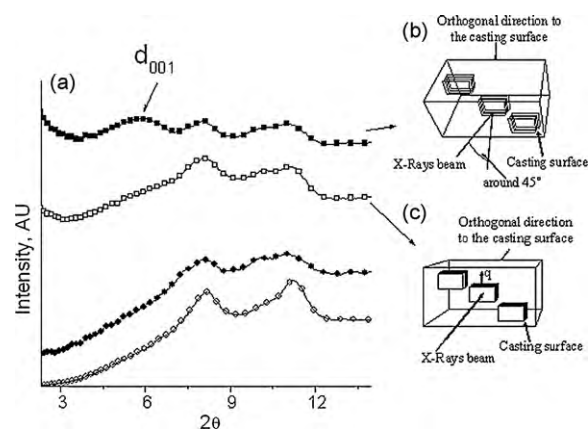 (a)
d001
Intensity, AU
3
6
9
12
2θ
(b)
Orthogonal direction to
the casting surface
X-Rays beam
Casting surface
around 45°
(c)
Orthogonal direction
to the casting surface
q
X-Rays beam
Casting surface